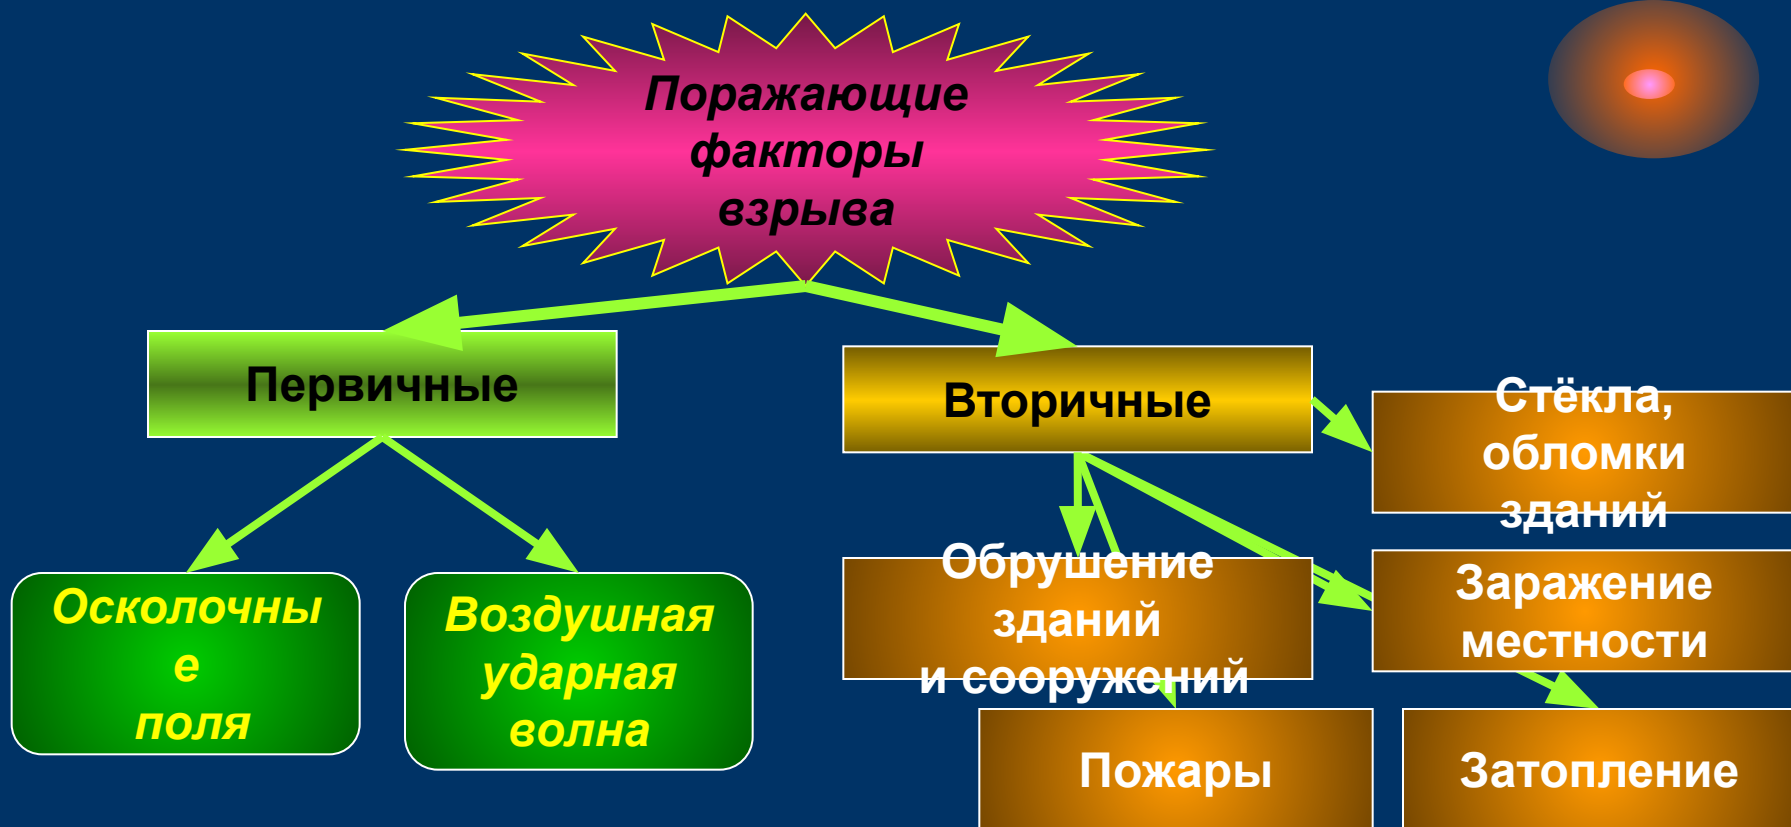 Поражающие
факторы
взрыва
Первичные
Вторичные
Стёкла,
обломки
зданий
Осколочны
е
поля
Воздушная
ударная
волна
Обрушение
зданий
и сооружений
Заражение
местности
Пожары
Затопление